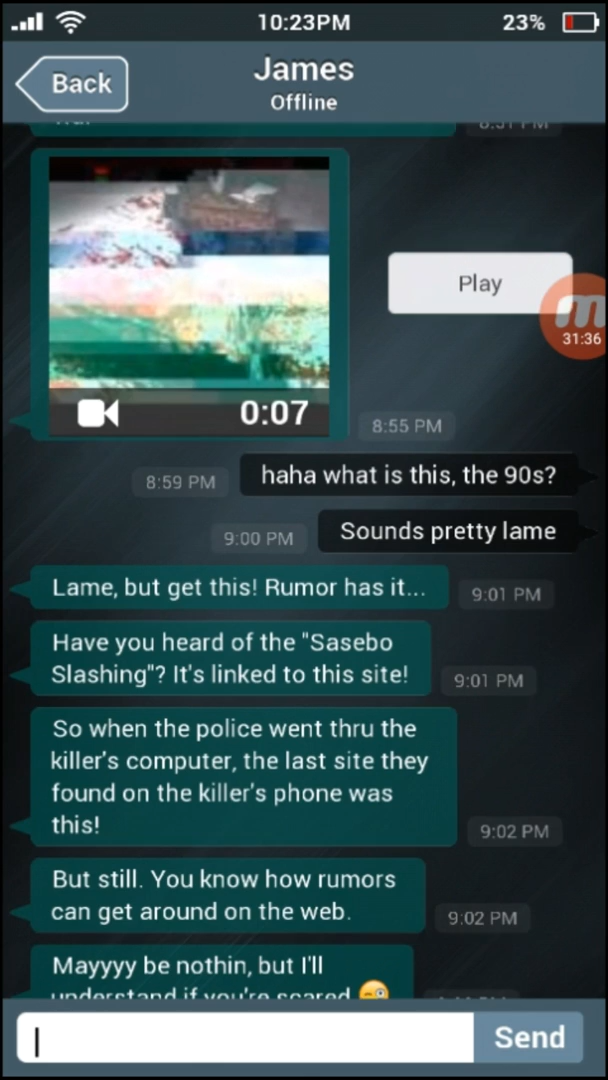 10:23PM
23%
Back
James
Offline
Play
31:36
0:07
8:55 PM
haha what is this, the 90s?
8:59 PM
Sounds pretty lame
9:00 PM
Lame, but get this! Rumor has it...
9:01 PM
Have you heard of the "Sasebo
Slashing"? It's linked to this site!
9:01 PM
So when the police went thru the
killer's computer, the last site they
found on the killer's phone was
this!
9:02 PM
But still. You know how rumors
can get around on the web.
9:02 PM
Mayyyy be nothin, but I'll
understand if you're scared 😜
Send